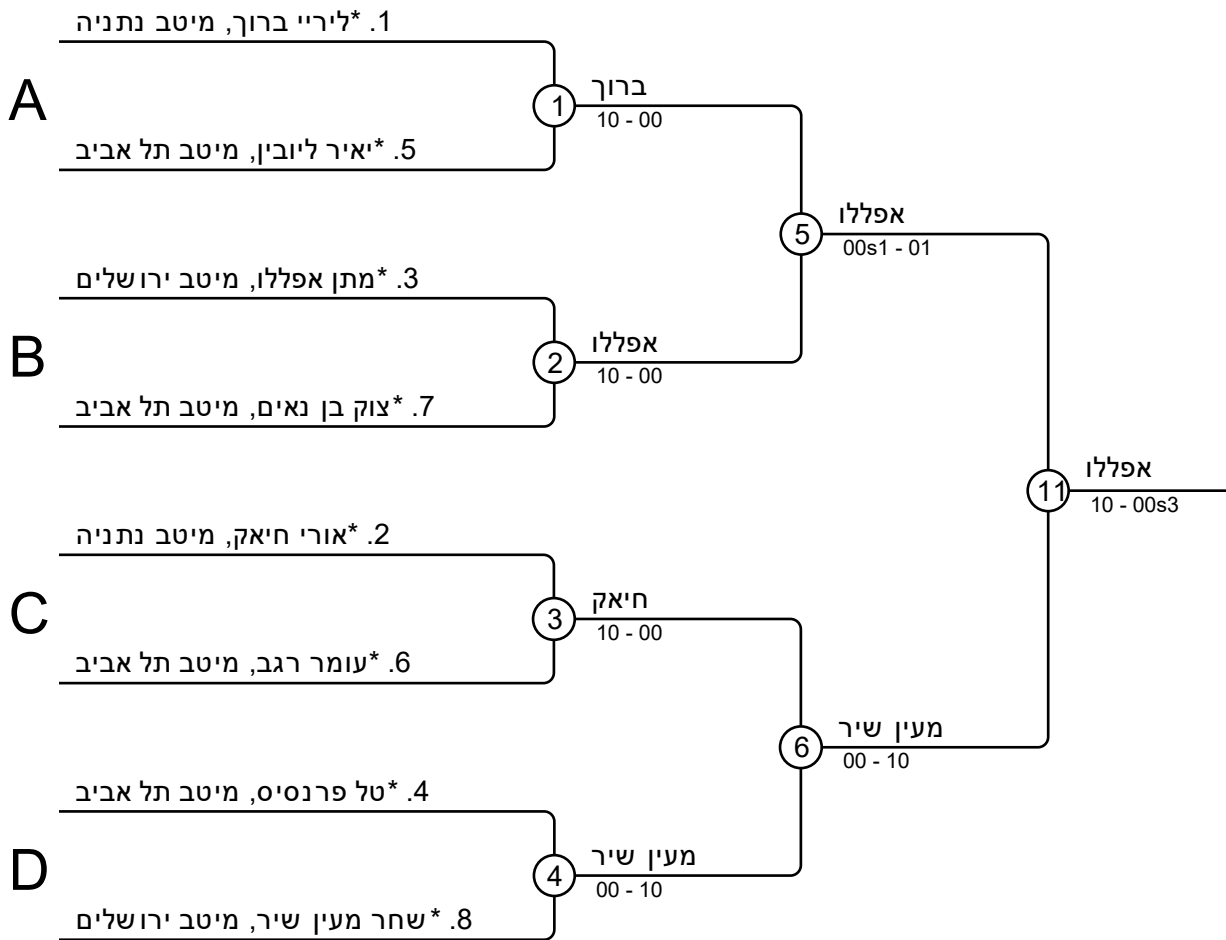 1. *ליריי ברוך, מיטב נתניה
A
1
ברוך
10 - 00
5. *יאיר ליובין, מיטב תל אביב
5
אפללו
00s1 - 01
3. *מתן אפללו, מיטב ירושלים
B
2
אפללו
10 - 00
7. *צוק בן נאים, מיטב תל אביב
11
אפללו
10 - 00s3
2. *אורי חיאק, מיטב נתניה
C
3
חיאק
10 - 00
6. *עומר רגב, מיטב תל אביב
6
מעין שיר
00 - 10
4. *טל פרנסיס, מיטב תל אביב
D
4
מעין שיר
00 - 10
8. *שחר מעין שיר, מיטב ירושלים